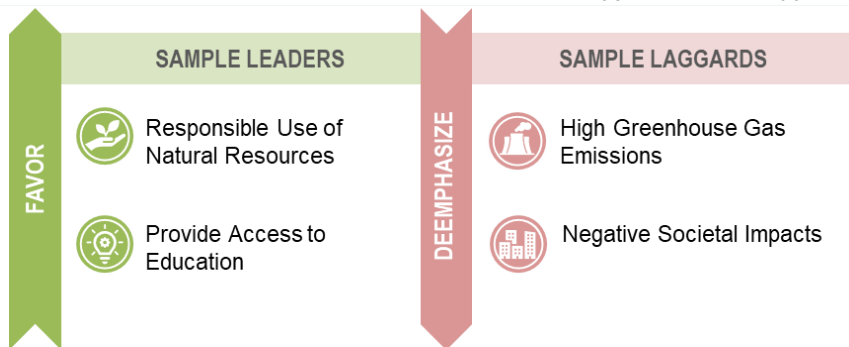 FAVOR
SAMPLE LEADERS
Responsible Use of
Natural Resources
Provide Access to
Education
DEEMPHASIZE
SAMPLE LAGGARDS
High Greenhouse Gas
Emissions
Negative Societal Impacts